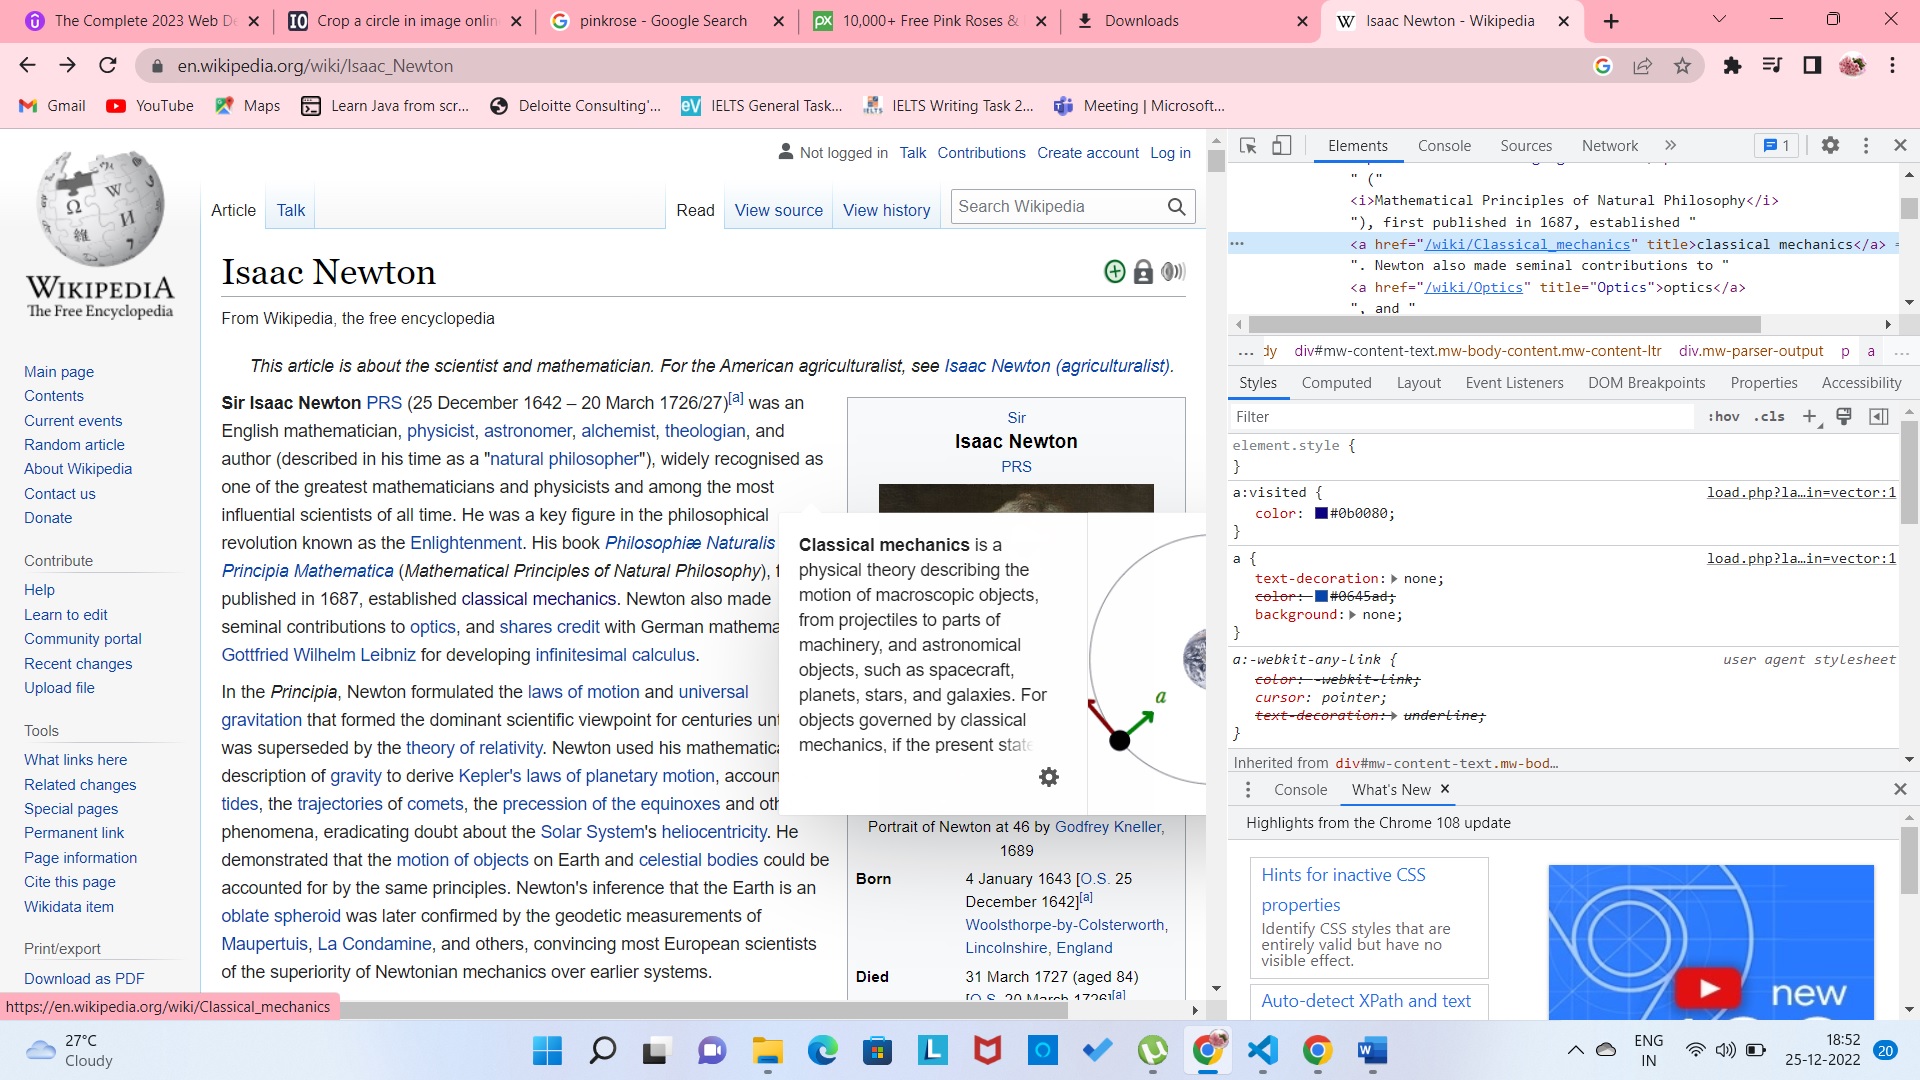 The Complete 2023 Web De
Crop a circle in image onlin
pinkrose - Google Search
10,000+ Free Pink Roses &
Downloads
Isaac Newton - Wikipedia
en.wikipedia.org/wiki/Isaac_Newton
Gmail
YouTube
Maps
Learn Java from scr...
Deloitte Consulting'...
IELTS General Task...
IELTS Writing Task 2...
Meeting | Microsoft...
WIKIPEDIA
The Free Encyclopedia
Main page
Contents
Current events
Random article
About Wikipedia
Contact us
Donate
Contribute
Help
Learn to edit
Community portal
Recent changes
Upload file
Tools
What links here
Related changes
Special pages
Permanent link
Page information
Cite this page
Wikidata item
Print/export
Download as PDF
https://en.wikipedia.org/wiki/Classical_mechanics
Not logged in Talk Contributions Create account Log in
Article Talk Read View source View history Search Wikipedia
Isaac Newton
From Wikipedia, the free encyclopedia
This article is about the scientist and mathematician. For the American agriculturalist, see Isaac Newton (agriculturalist).
Sir Isaac Newton PRS (25 December 1642 – 20 March 1726/27)[a] was an
English mathematician, physicist, astronomer, alchemist, theologian, and
author (described in his time as a "natural philosopher"), widely recognised as
one of the greatest mathematicians and physicists and among the most
influential scientists of all time. He was a key figure in the philosophical
revolution known as the Enlightenment. His book Philosophiæ Naturalis
Principia Mathematica (Mathematical Principles of Natural Philosophy), f
published in 1687, established classical mechanics. Newton also made
seminal contributions to optics, and shares credit with German mathema
Gottfried Wilhelm Leibniz for developing infinitesimal calculus.
In the Principia, Newton formulated the laws of motion and universal
gravitation that formed the dominant scientific viewpoint for centuries unt
was superseded by the theory of relativity. Newton used his mathematica
description of gravity to derive Kepler's laws of planetary motion, accoun
tides, the trajectories of comets, the precession of the equinoxes and oth
phenomena, eradicating doubt about the Solar System's heliocentricity. He
demonstrated that the motion of objects on Earth and celestial bodies could be
accounted for by the same principles. Newton's inference that the Earth is an
oblate spheroid was later confirmed by the geodetic measurements of
Maupertuis, La Condamine, and others, convincing most European scientists
of the superiority of Newtonian mechanics over earlier systems.
Sir
Isaac Newton
PRS
Classical mechanics is a
physical theory describing the
motion of macroscopic objects,
from projectiles to parts of
machinery, and astronomical
objects, such as spacecraft,
planets, stars, and galaxies. For
objects governed by classical
mechanics, if the present state
a
Portrait of Newton at 46 by Godfrey Kneller,
1689
Born 4 January 1643 [O.S. 25
December 1642][a]
Woolsthorpe-by-Colsterworth,
Lincolnshire, England
Died 31 March 1727 (aged 84)
[O.S. 20 March 1726][a]
Elements Console Sources Network » 1
" ("
<i>Mathematical Principles of Natural Philosophy</i>
"), first published in 1687, established "
<a href="/wiki/Classical_mechanics" title>classical mechanics</a> =
". Newton also made seminal contributions to "
<a href="/wiki/Optics" title="Optics">optics</a>
", and "
... dy div#mw-content-text.mw-body-content.mw-content-ltr div.mw-parser-output p a ...
Styles Computed Layout Event Listeners DOM Breakpoints Properties Accessibility
Filter :hov .cls +
element.style {
}
a:visited { load.php?la…in=vector:1
color: #0b0080;
}
a { load.php?la…in=vector:1
text-decoration: none;
color: #0645ad;
background: none;
}
a:-webkit-any-link { user agent stylesheet
color: -webkit-link;
cursor: pointer;
text-decoration: underline;
}
Inherited from div#mw-content-text.mw-bod…
Console What's New
Highlights from the Chrome 108 update
Hints for inactive CSS
properties
Identify CSS styles that are
entirely valid but have no
visible effect.
Auto-detect XPath and text
new
27°C
Cloudy
ENG
IN
18:52
25-12-2022
20